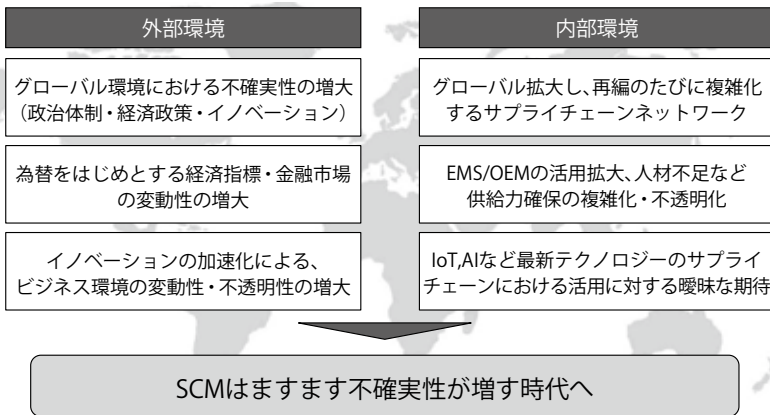 外部環境
グローバル環境における不確実性の増大
（政治体制・経済政策・イノベーション）
為替をはじめとする経済指標・金融市場
の変動性の増大
イノベーションの加速化による、
ビジネス環境の変動性・不透明性の増大
内部環境
グローバル拡大し、再編のたびに複雑化
するサプライチェーンネットワーク
EMS/OEMの活用拡大、人材不足など
供給力確保の複雑化・不透明化
IoT,AIなど最新テクノロジーのサプライ
チェーンにおける活用に対する曖昧な期待
SCMはますます不確実性が増す時代へ